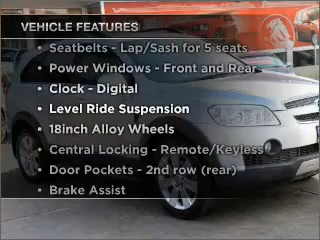 VEHICLE FEATURES
• Seatbelts - Lap/Sash for 5 seats
• Power Windows - Front and Rear
• Clock - Digital
• Level Ride Suspension
• 18inch Alloy Wheels
• Central Locking - Remote/Keyless
• Door Pockets - 2nd row (rear)
• Brake Assist